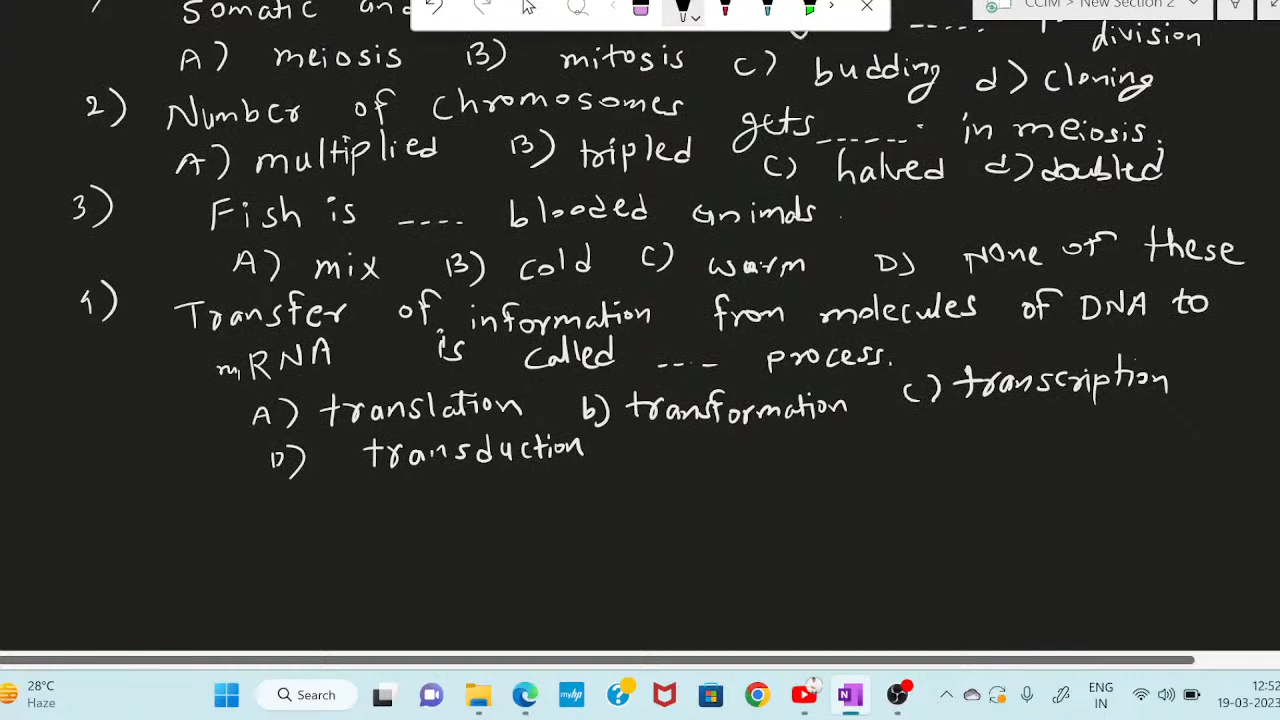 Somatic and
CCIM > New Section 2
..... division
A) meiosis B) mitosis C) budding d) cloning
2) Number of chromosomes gets ------ in meiosis.
A) multiplied B) tripled C) halved d) doubled
3) Fish is ---- blooded animals.
A) mix B) cold C) warm D) None of these
4) Transfer of information from molecules of DNA to
mRNA is called ---- process.
A) translation b) transformation C) transcription
D) transduction
28°C
Haze
Search
myhp
ENG
IN
12:52
19-03-2023